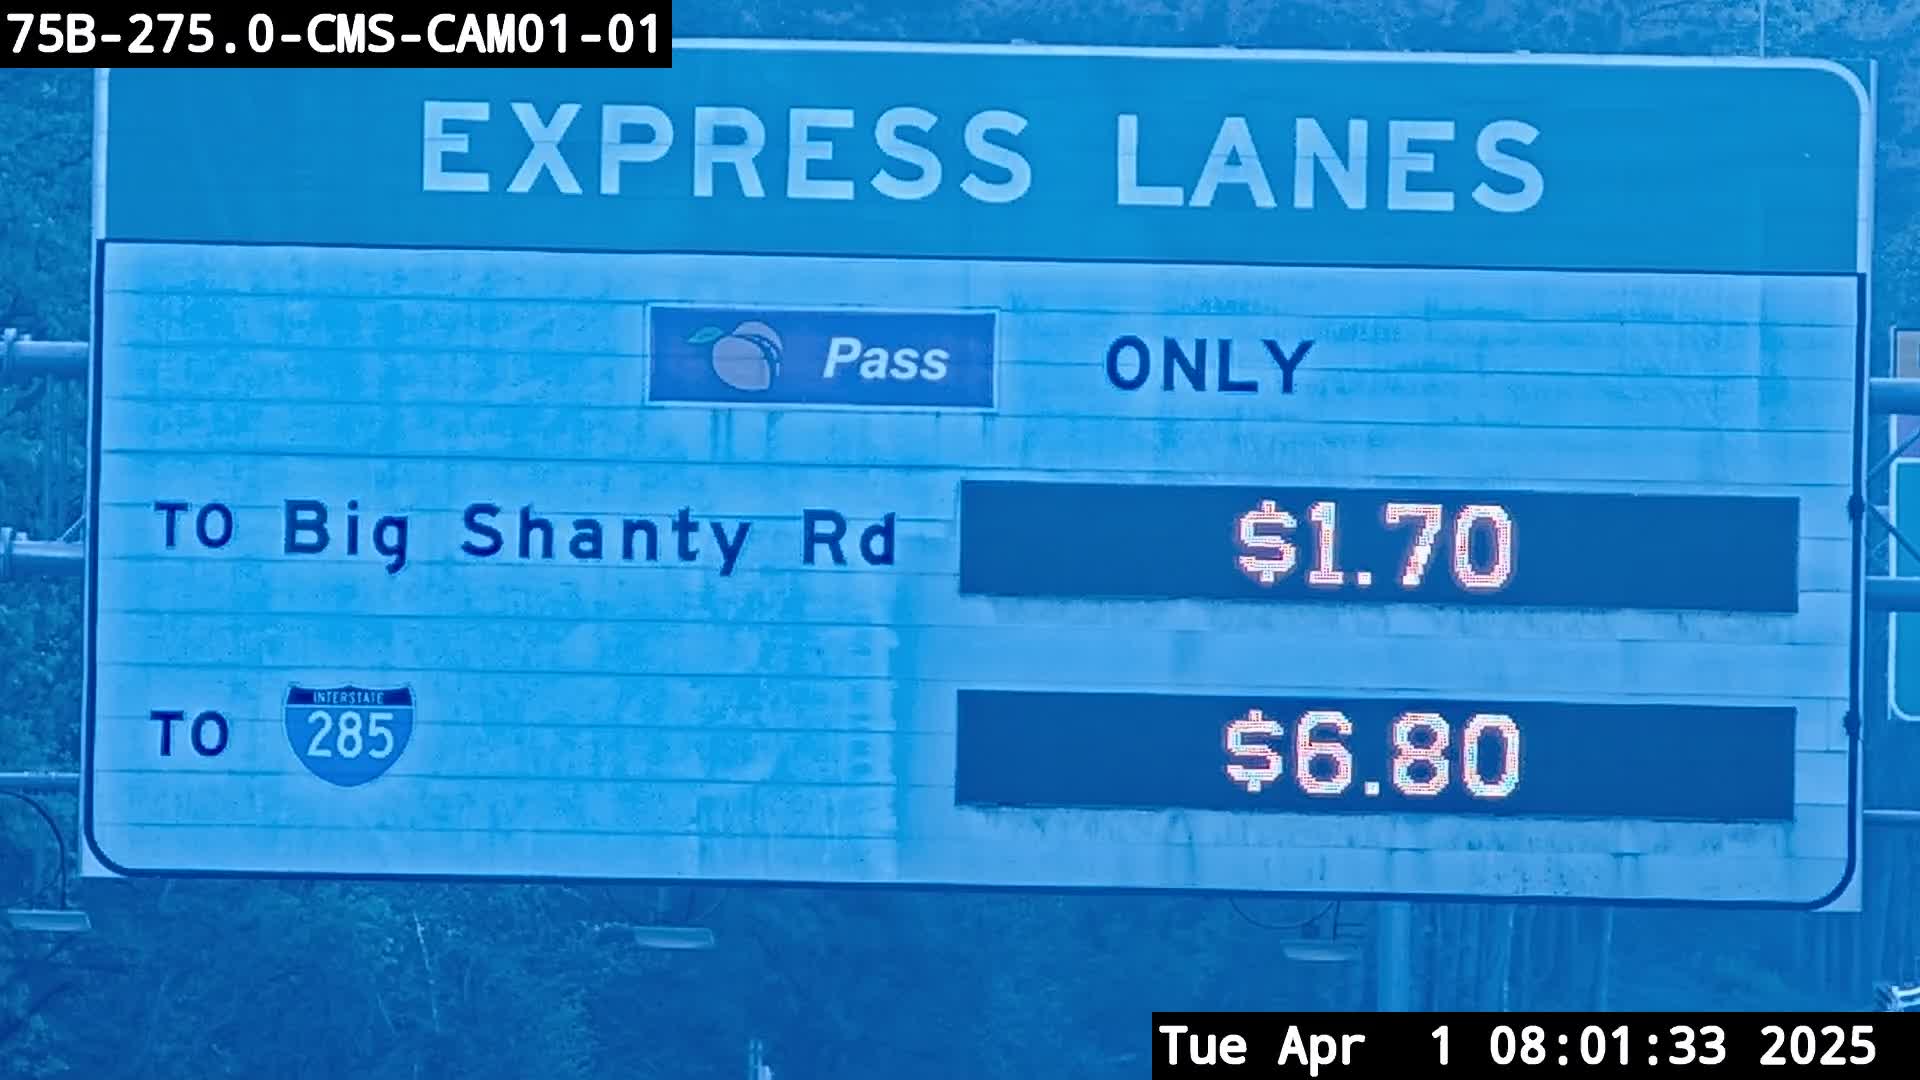 75B-275.0-CMS-CAM01-01
EXPRESS LANES
Pass ONLY
TO Big Shanty Rd $1.70
TO INTERSTATE 285 $6.80
Tue Apr 1 08:01:33 2025